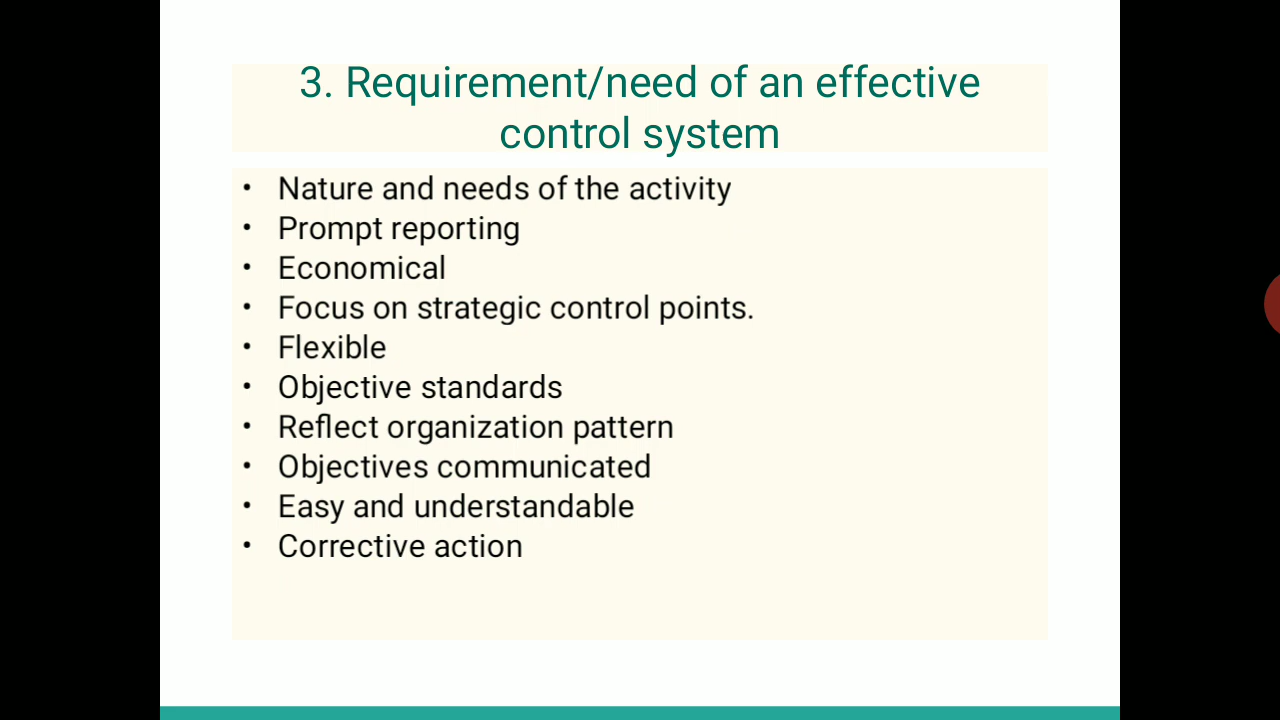 3. Requirement/need of an effective
control system
• Nature and needs of the activity
• Prompt reporting
• Economical
• Focus on strategic control points.
• Flexible
• Objective standards
• Reflect organization pattern
• Objectives communicated
• Easy and understandable
• Corrective action